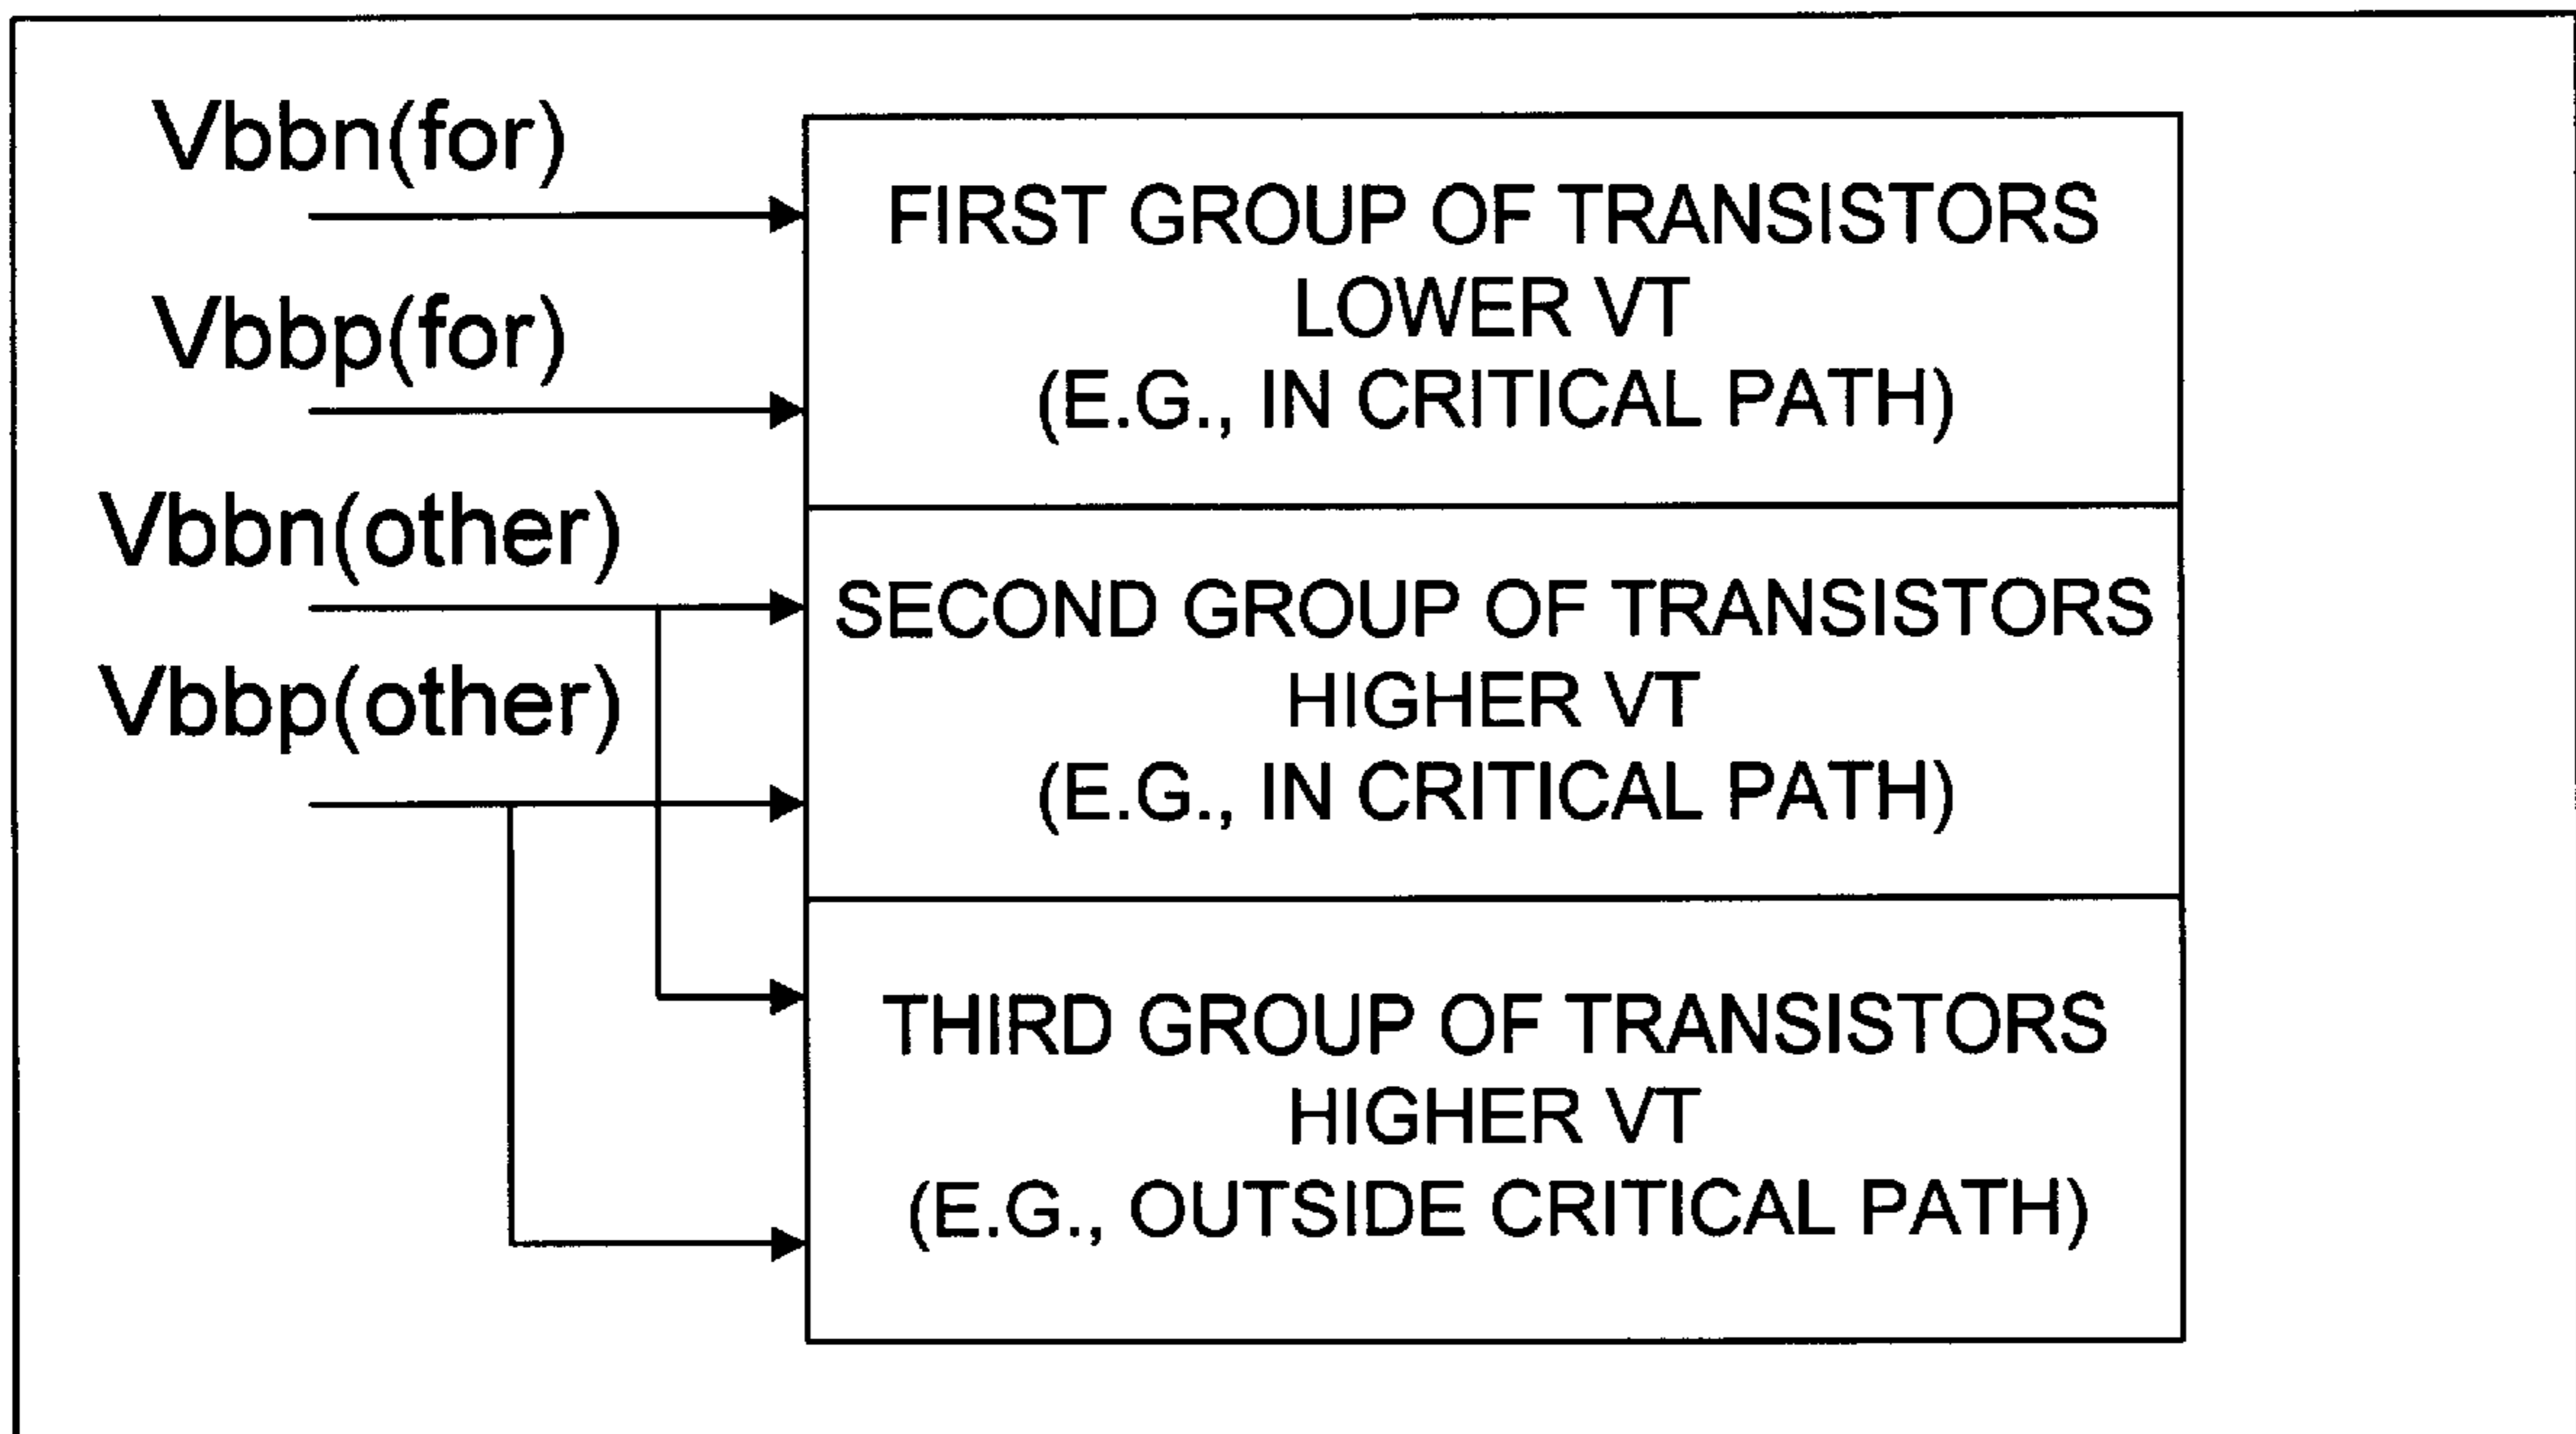 Vbbn(for)
Vbbp(for)
Vbbn(other)
Vbbp(other)
FIRST GROUP OF TRANSISTORS
LOWER VT
(E.G., IN CRITICAL PATH)
SECOND GROUP OF TRANSISTORS
HIGHER VT
(E.G., IN CRITICAL PATH)
THIRD GROUP OF TRANSISTORS
HIGHER VT
(E.G., OUTSIDE CRITICAL PATH)